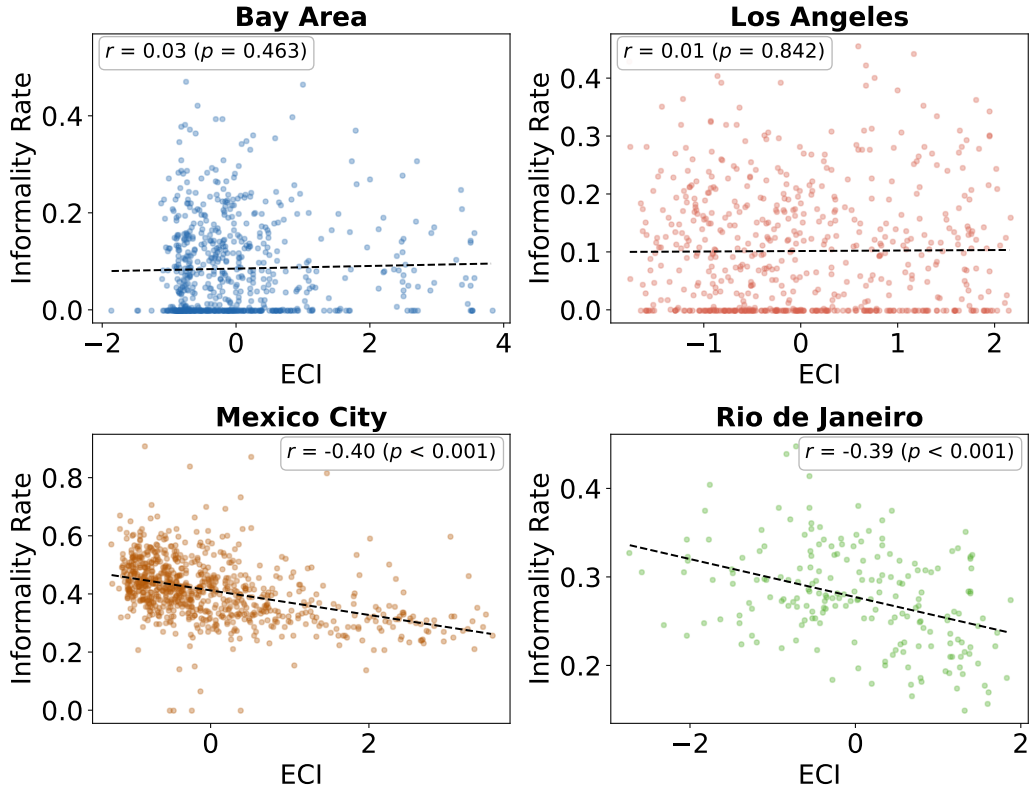 Bay Area
r = 0.03 (p = 0.463)
Informality Rate
0.4
0.2
0.0
−2
0
2
4
ECI
Los Angeles
r = 0.01 (p = 0.842)
Informality Rate
0.4
0.3
0.2
0.1
0.0
−1
0
1
2
ECI
Mexico City
r = -0.40 (p < 0.001)
Informality Rate
0.8
0.6
0.4
0.2
0.0
0
2
ECI
Rio de Janeiro
r = -0.39 (p < 0.001)
Informality Rate
0.4
0.3
0.2
−2
0
2
ECI